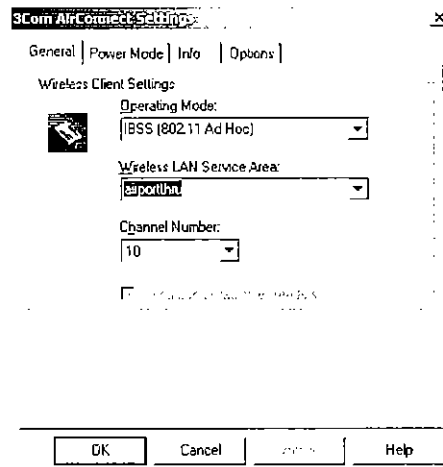 3Com AirConnect Settings
General Power Mode Info Options
Wireless Client Settings
Operating Mode:
IBSS (802.11 Ad Hoc)
Wireless LAN Service Area:
airportthru
Channel Number:
10
OK Cancel Help